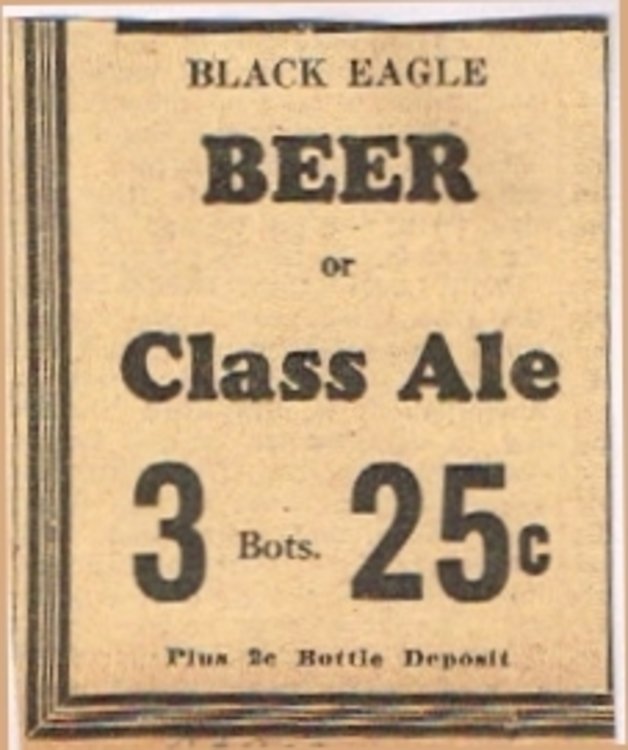 BLACK EAGLE
BEER
or
Class Ale
3 Bots. 25c
Plus 2c Bottle Deposit